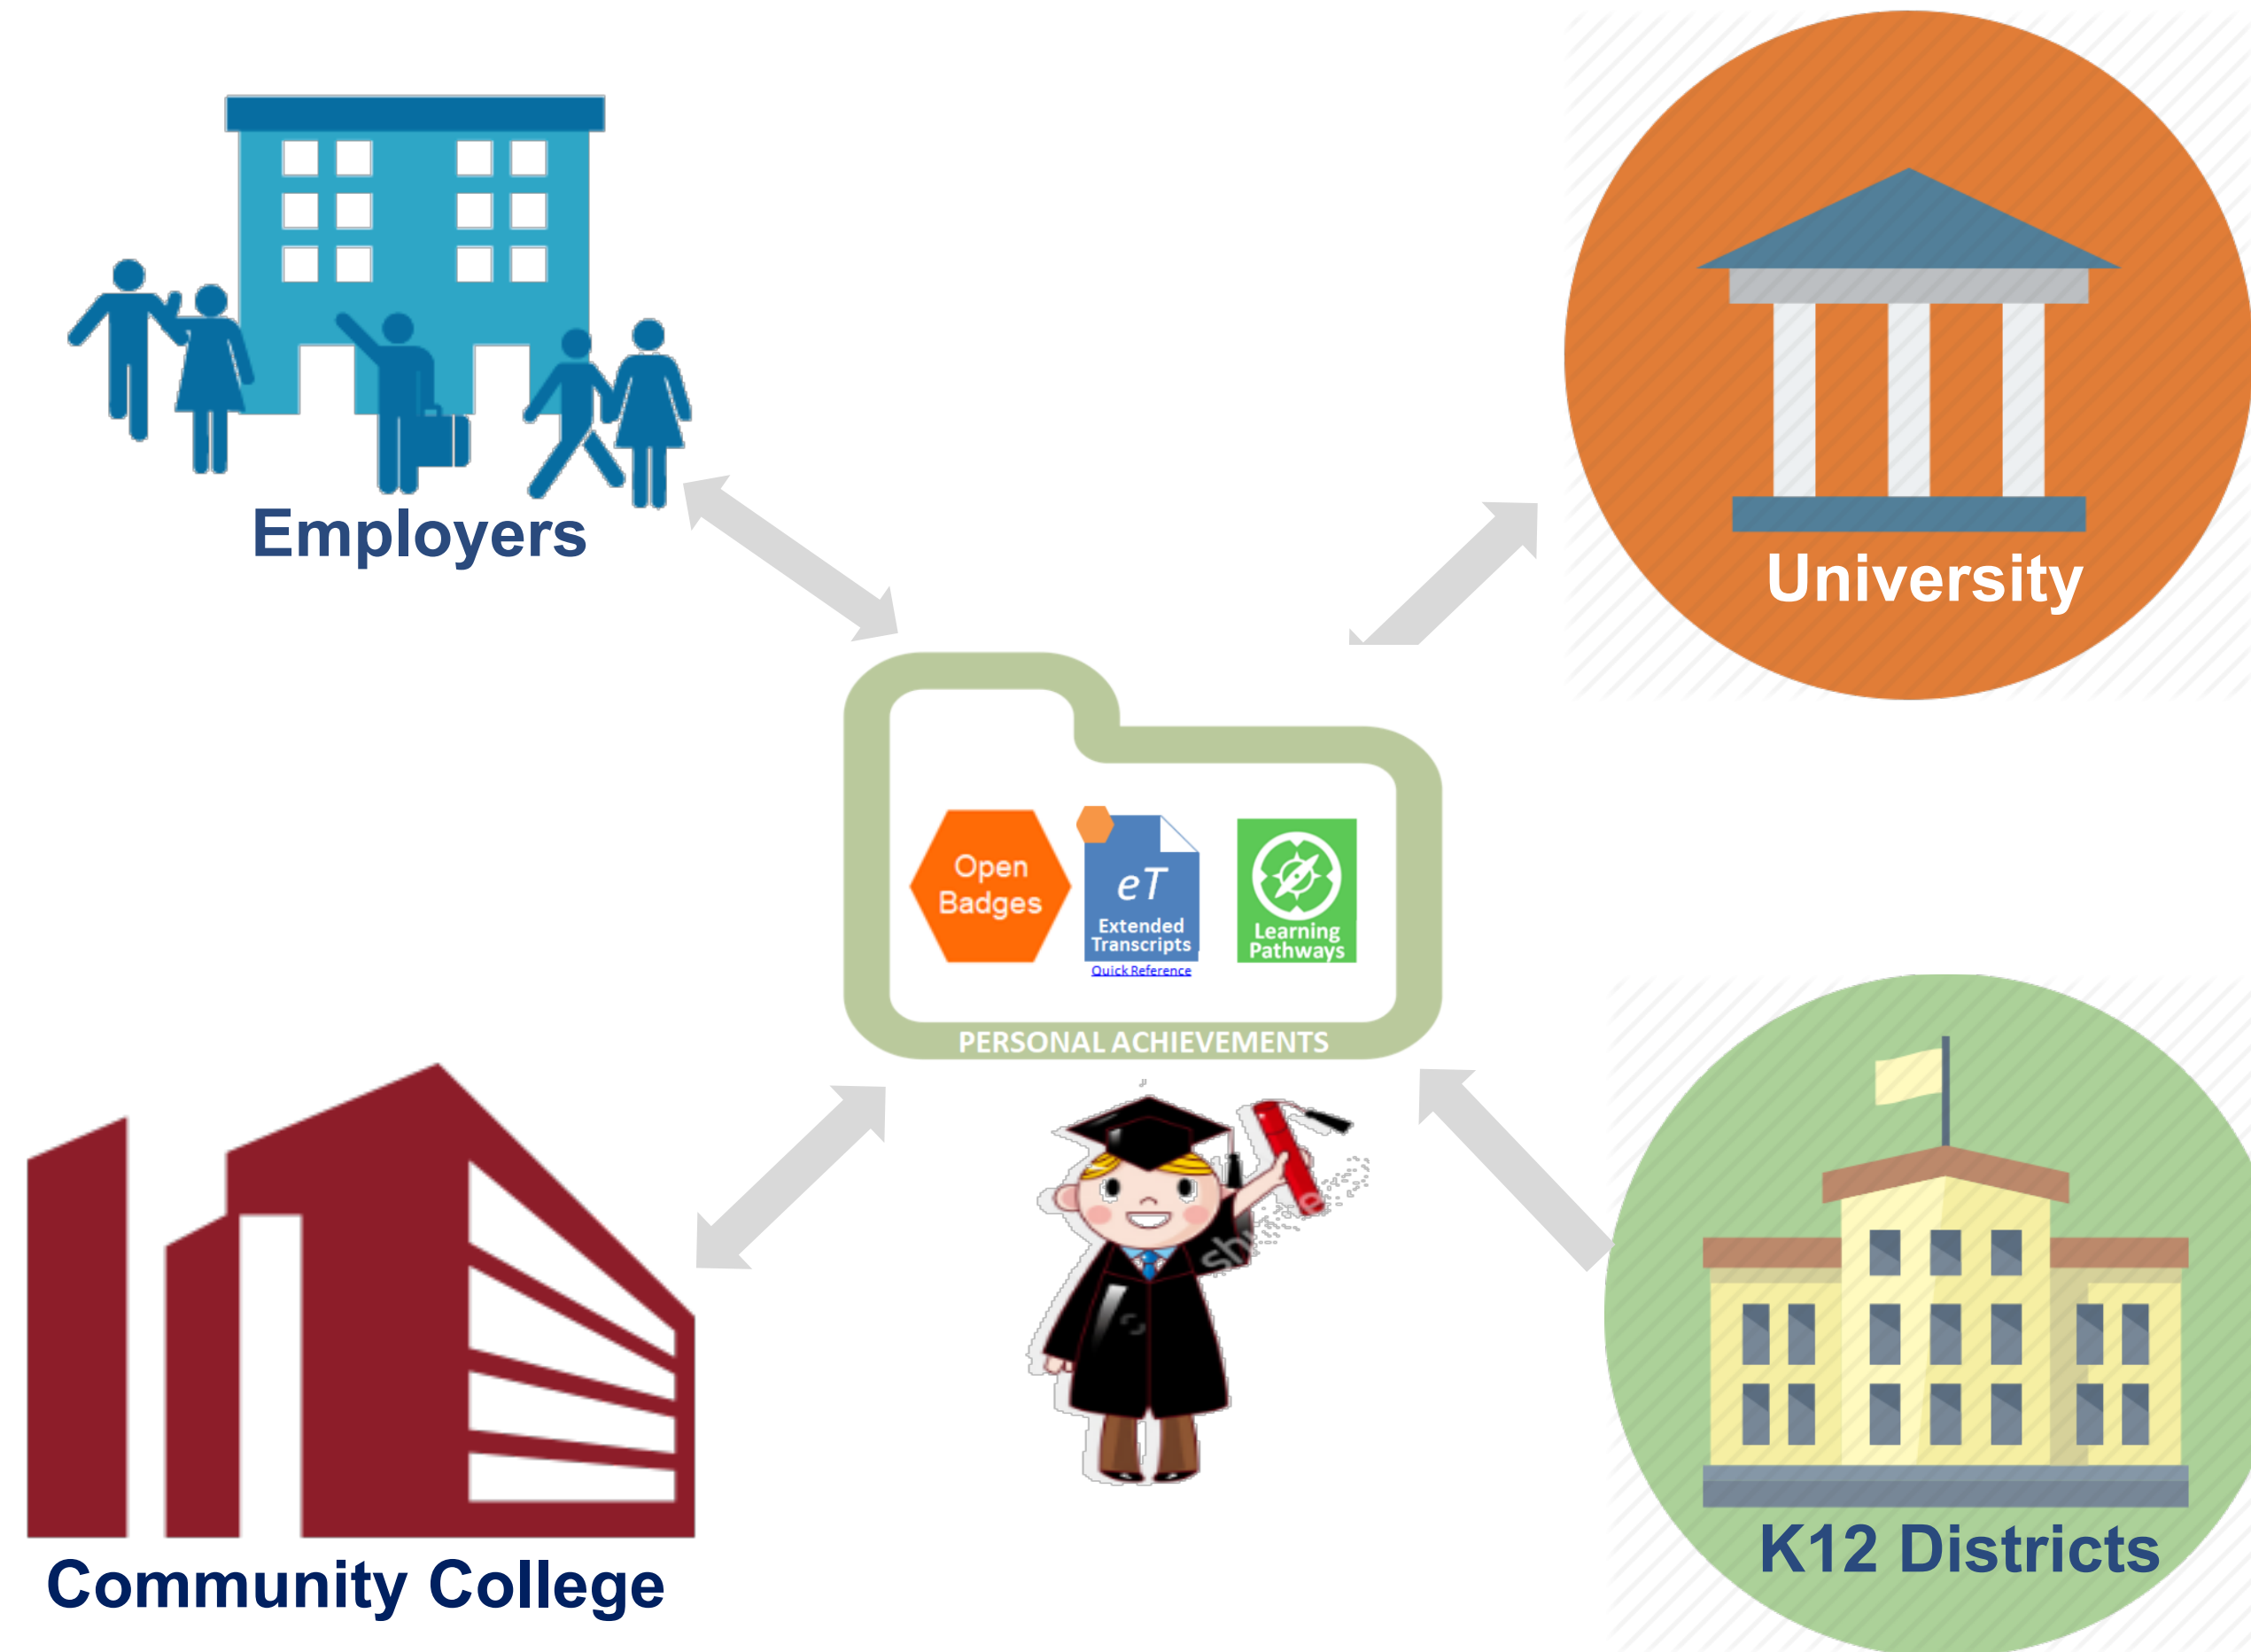 Employers
University
Open
Badges
eT
Extended
Transcripts
Quick Reference
Learning
Pathways
PERSONAL ACHIEVEMENTS
Community College
K12 Districts